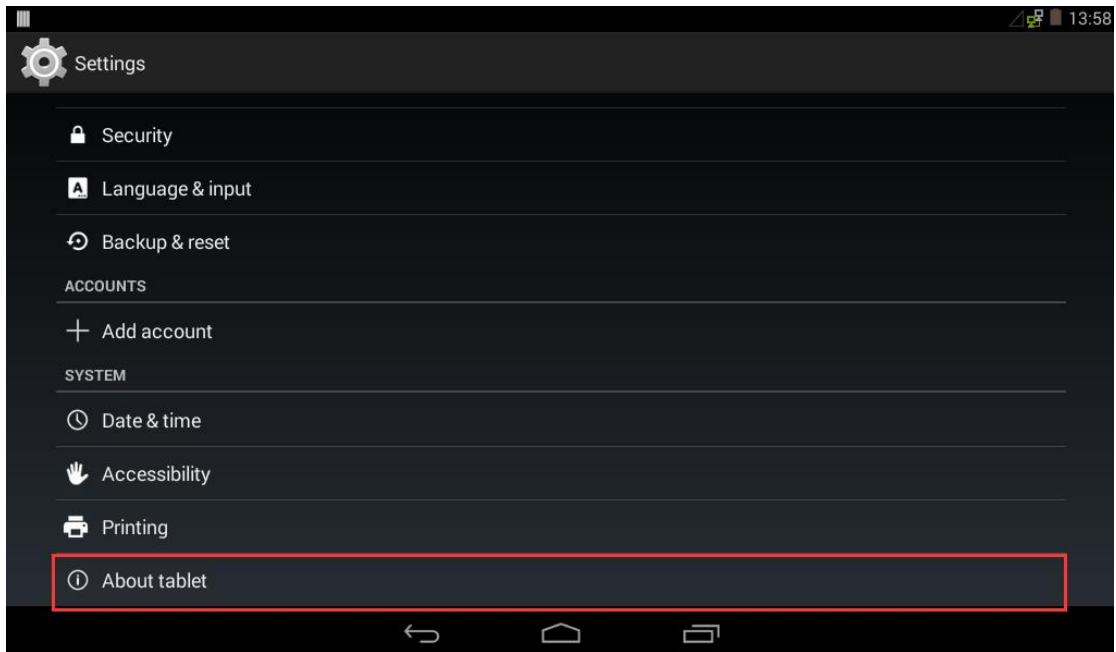 13:58
Settings
Security
Language & input
Backup & reset
ACCOUNTS
Add account
SYSTEM
Date & time
Accessibility
Printing
About tablet